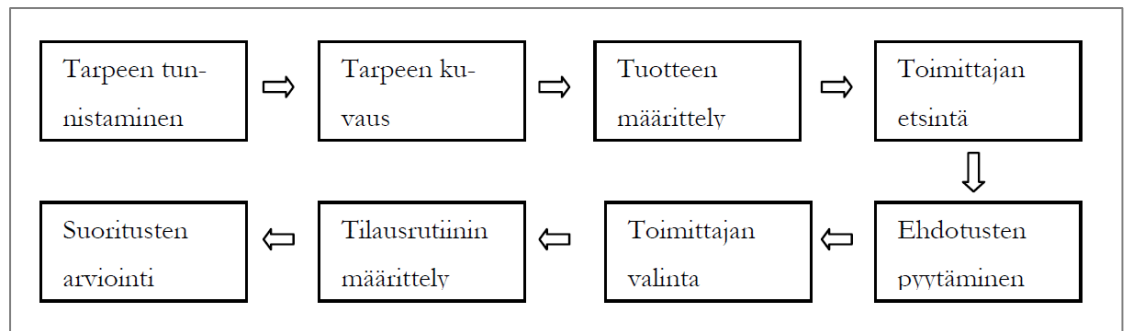 Tarpeen tun-
nistaminen
Tarpeen ku-
vaus
Tuotteen
määrittely
Toimittajan
etsintä
Ehdotusten
pyytäminen
Toimittajan
valinta
Tilausrutiinin
määrittely
Suoritusten
arviointi